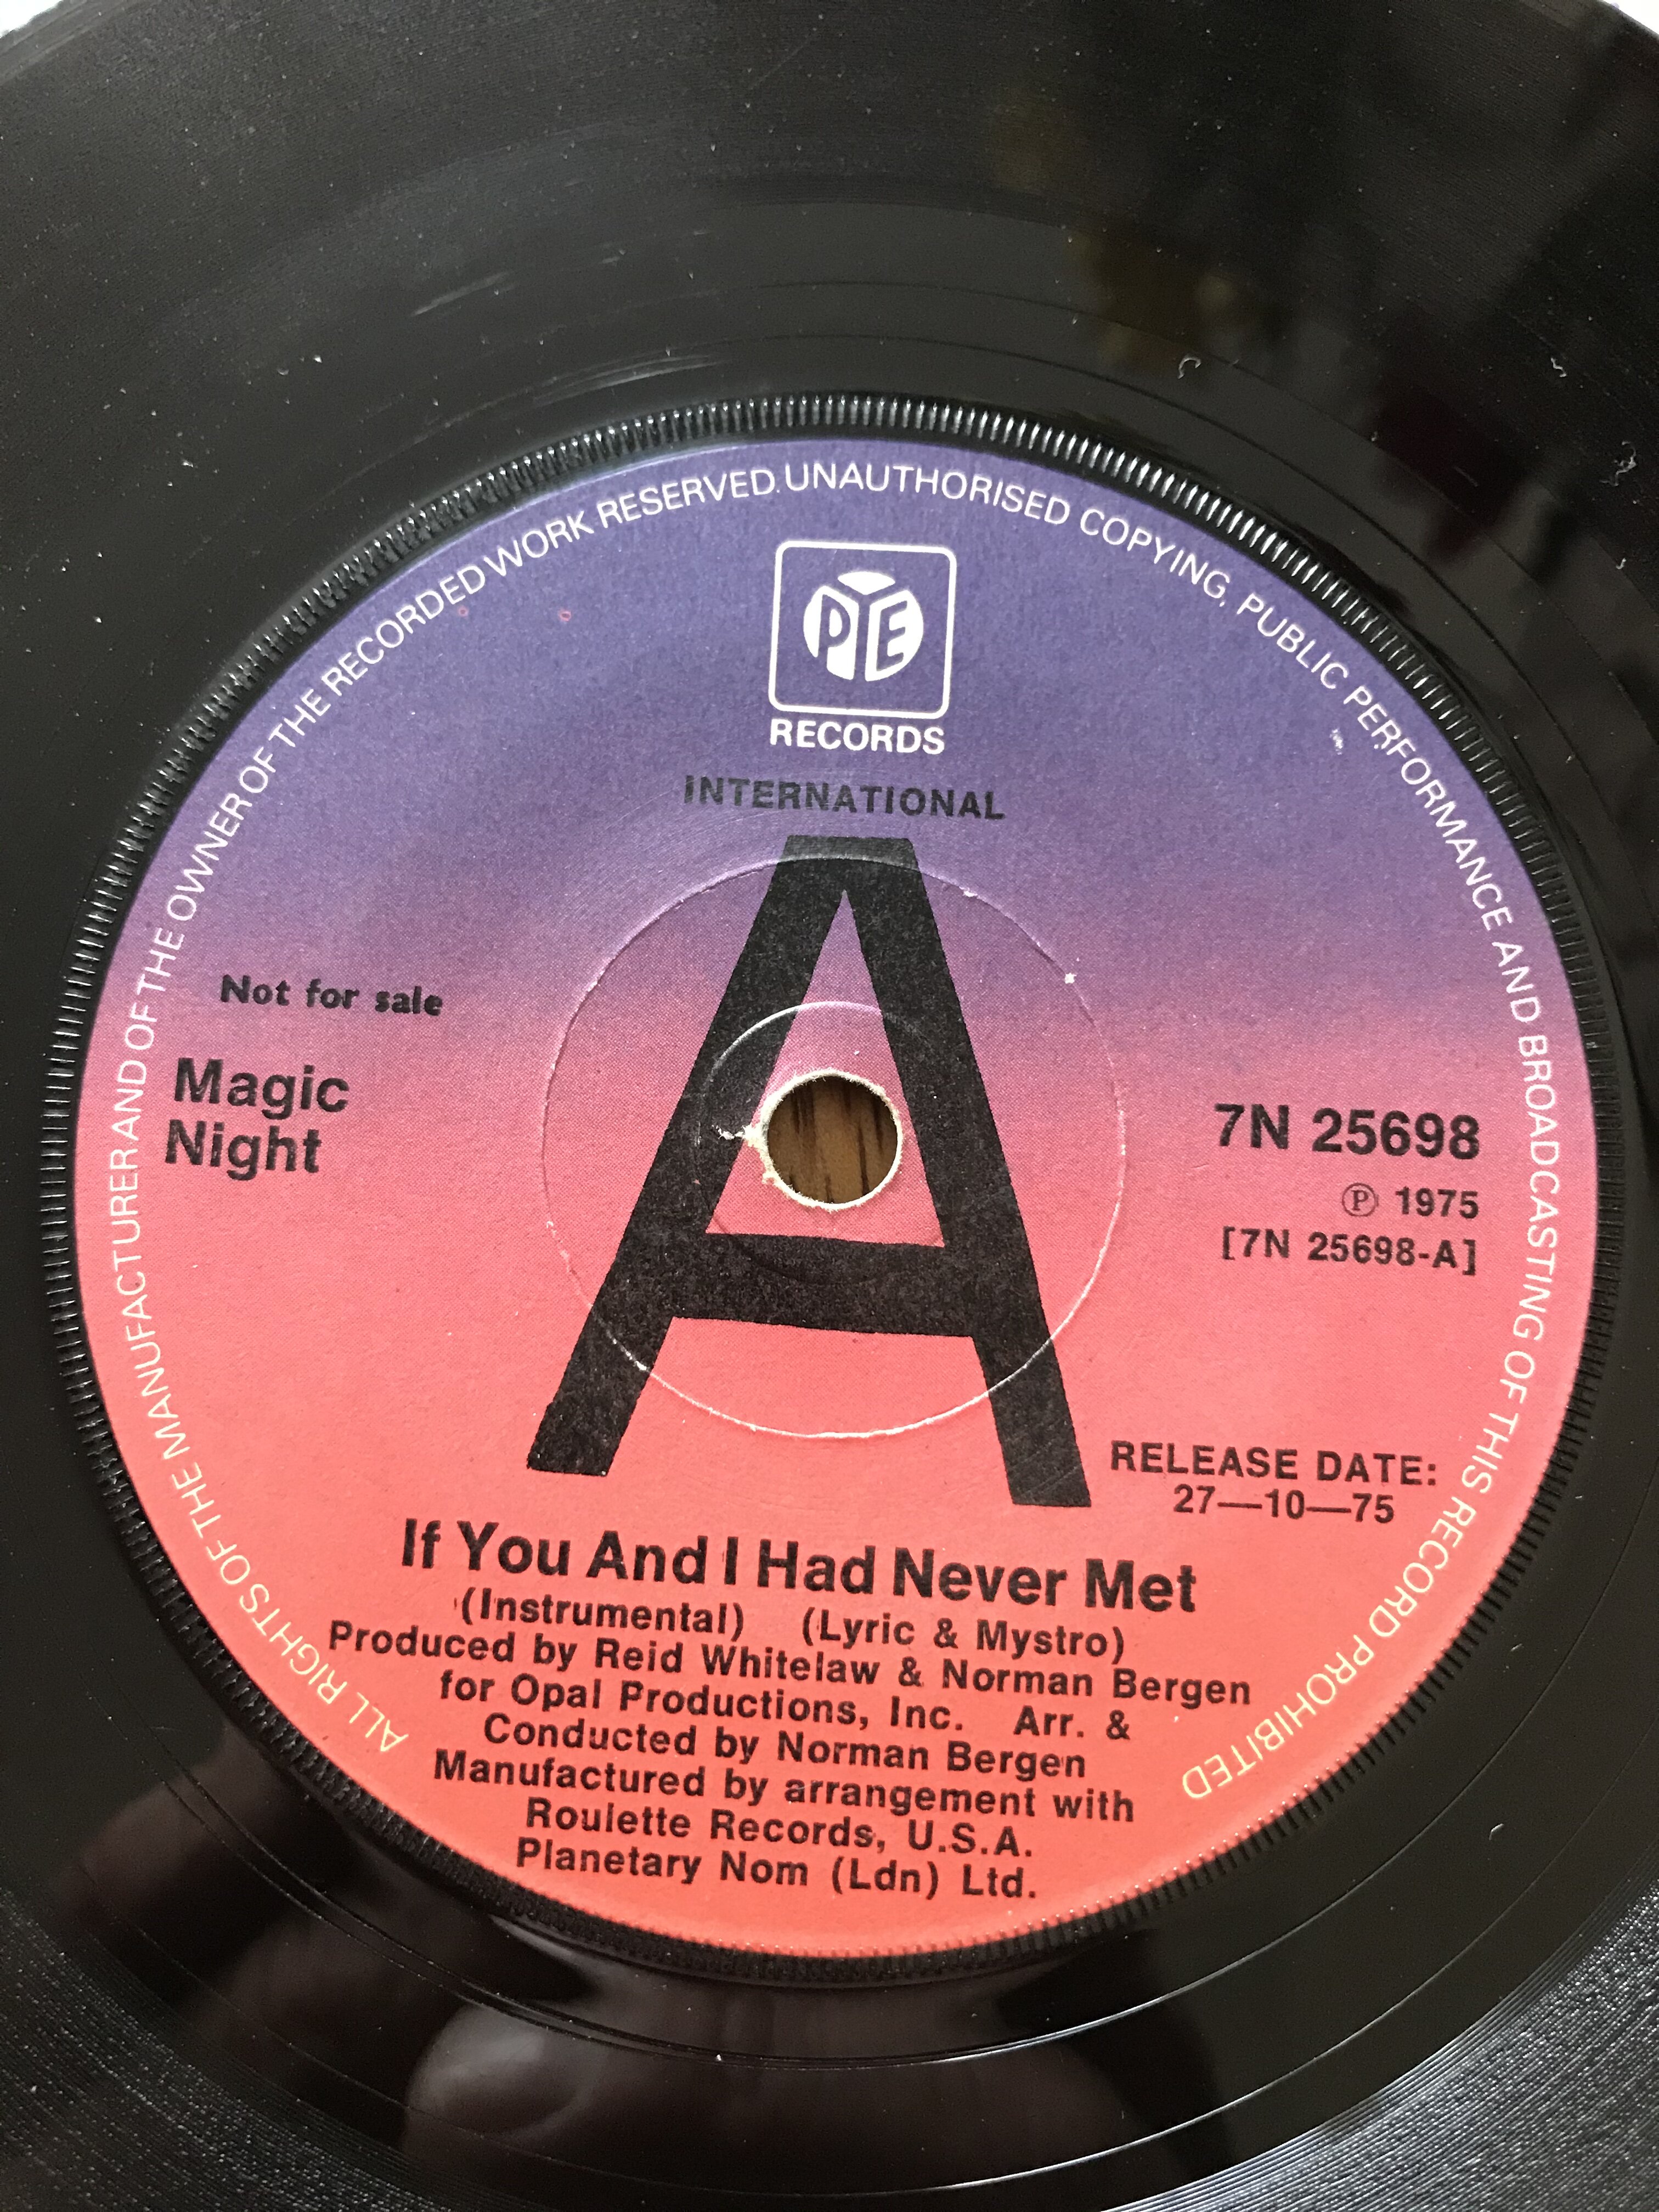 ALL RIGHTS OF THE MANUFACTURER AND OF THE OWNER OF THE RECORDED WORK RESERVED. UNAUTHORISED COPYING, PUBLIC PERFORMANCE AND BROADCASTING OF THIS RECORD PROHIBITED
PYE
RECORDS
INTERNATIONAL
A
Not for sale
Magic
Night
7N 25698
℗ 1975
[7N 25698-A]
RELEASE DATE:
27—10—75
If You And I Had Never Met
(Instrumental) (Lyric & Mystro)
Produced by Reid Whitelaw & Norman Bergen
for Opal Productions, Inc. Arr. &
Conducted by Norman Bergen
Manufactured by arrangement with
Roulette Records, U.S.A.
Planetary Nom (Ldn) Ltd.